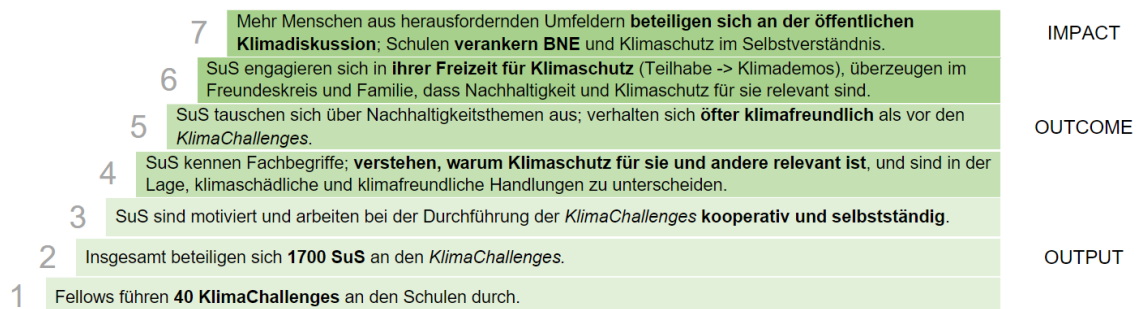 7
Mehr Menschen aus herausfordernden Umfeldern beteiligen sich an der öffentlichen
Klimadiskussion; Schulen verankern BNE und Klimaschutz im Selbstverständnis.
IMPACT
6
SuS engagieren sich in ihrer Freizeit für Klimaschutz (Teilhabe -> Klimademos), überzeugen im
Freundeskreis und Familie, dass Nachhaltigkeit und Klimaschutz für sie relevant sind.
5
SuS tauschen sich über Nachhaltigkeitsthemen aus; verhalten sich öfter klimafreundlich als vor den
KlimaChallenges.
OUTCOME
4
SuS kennen Fachbegriffe; verstehen, warum Klimaschutz für sie und andere relevant ist, und sind in der
Lage, klimaschädliche und klimafreundliche Handlungen zu unterscheiden.
3
SuS sind motiviert und arbeiten bei der Durchführung der KlimaChallenges kooperativ und selbstständig.
2
Insgesamt beteiligen sich 1700 SuS an den KlimaChallenges.
OUTPUT
1
Fellows führen 40 KlimaChallenges an den Schulen durch.